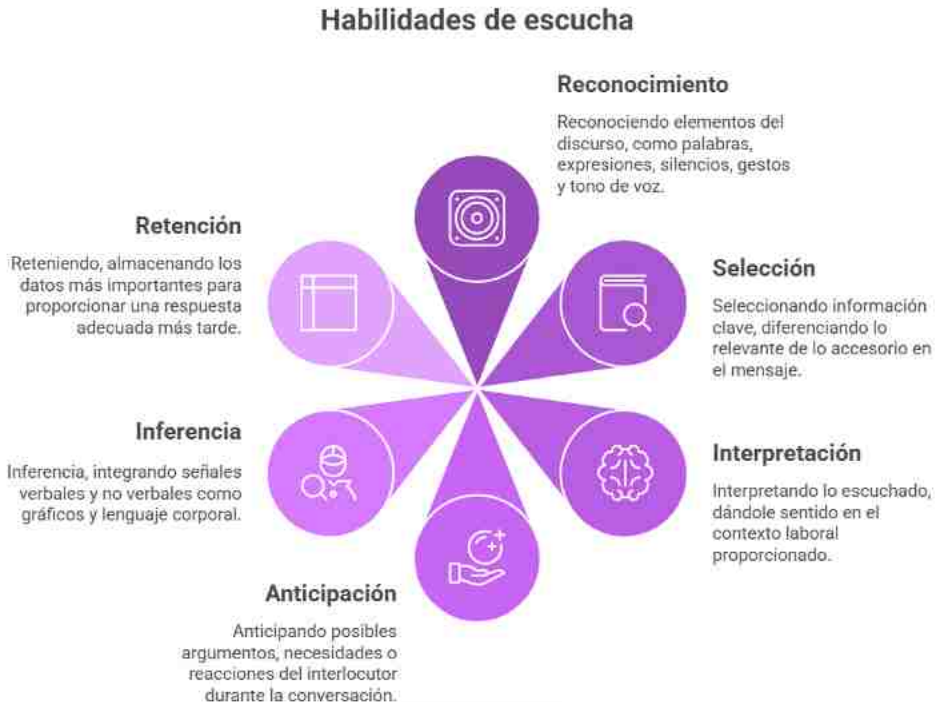 Habilidades de escucha
Reconocimiento
Reconociendo elementos del
discurso, como palabras,
expresiones, silencios, gestos
y tono de voz.
Selección
Seleccionando información
clave, diferenciando lo
relevante de lo accesorio en
el mensaje.
Interpretación
Interpretando lo escuchado,
dándole sentido en el
contexto laboral
proporcionado.
Anticipación
Anticipando posibles
argumentos, necesidades o
reacciones del interlocutor
durante la conversación.
Inferencia
Inferencia, integrando señales
verbales y no verbales como
gráficos y lenguaje corporal.
Retención
Reteniendo, almacenando los
datos más importantes para
proporcionar una respuesta
adecuada más tarde.